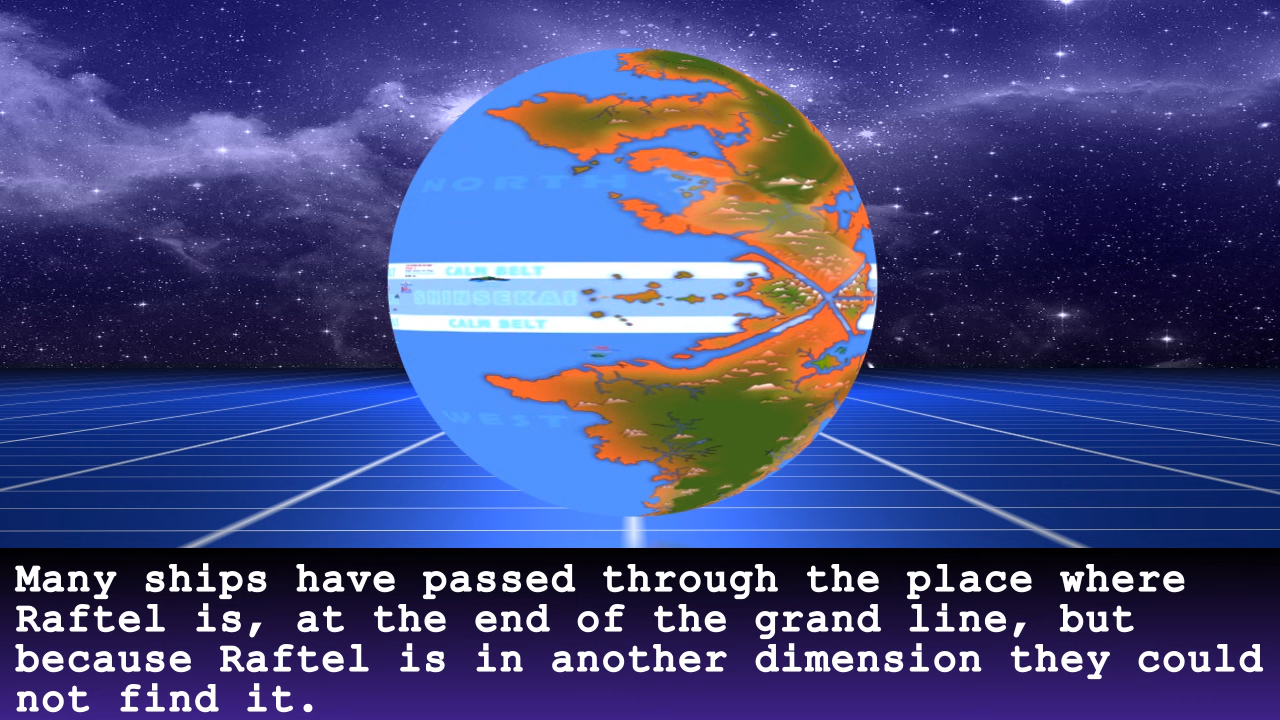 NORTH
CALM BELT
SHINSEKAI
CALM BELT
WEST
Many ships have passed through the place where
Raftel is, at the end of the grand line, but
because Raftel is in another dimension they could
not find it.